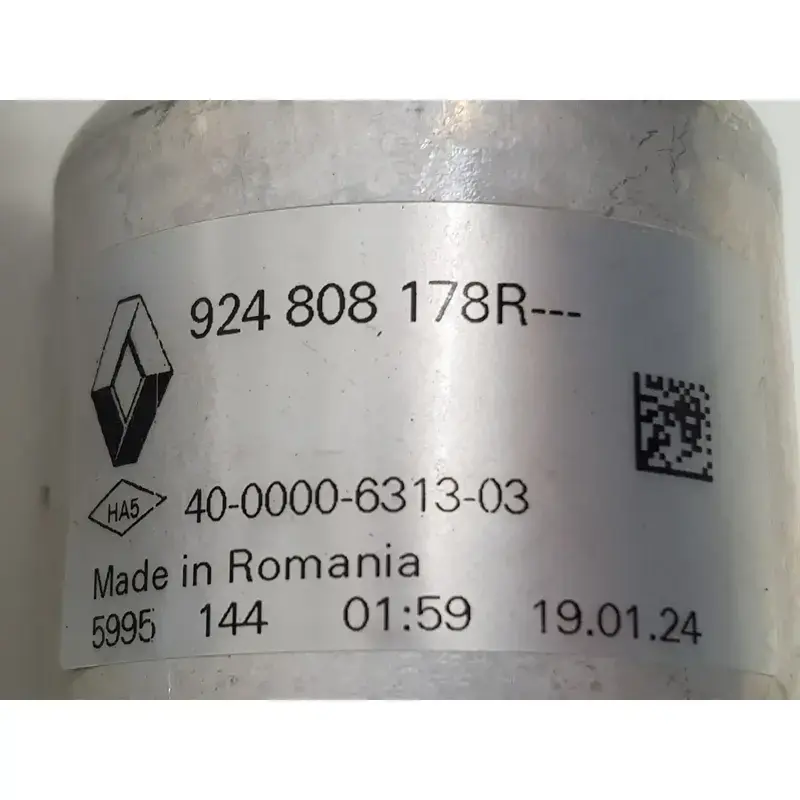 924 808 178R---
HA5
40-0000-6313-03
Made in Romania
5995 144 01:59 19.01.24